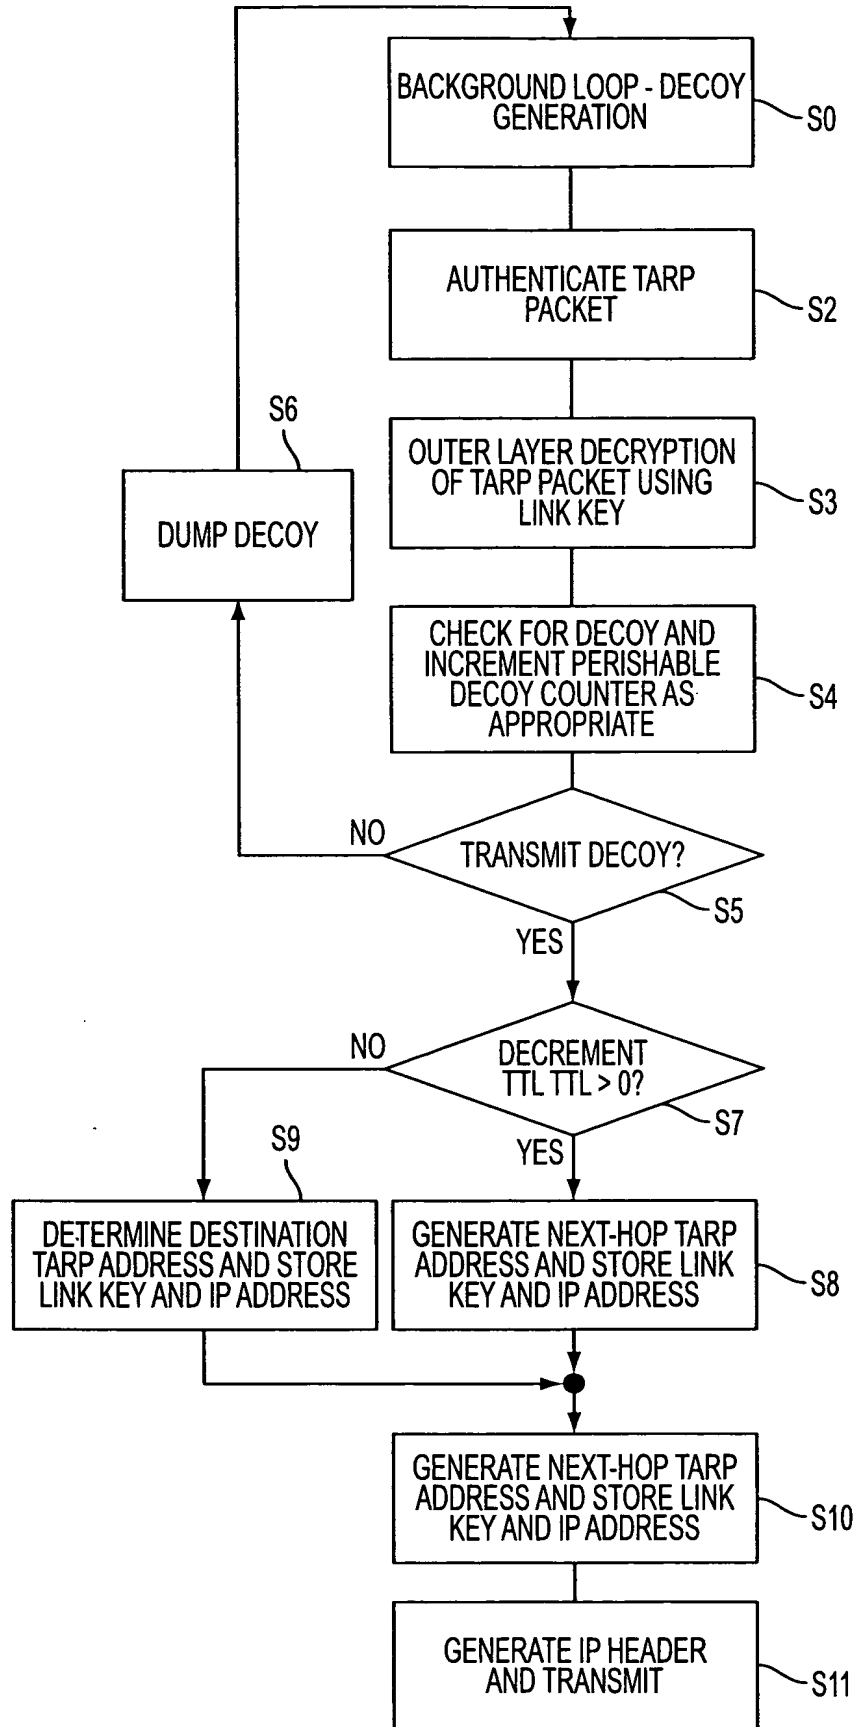 BACKGROUND LOOP - DECOY
GENERATION
S0
AUTHENTICATE TARP
PACKET
S2
OUTER LAYER DECRYPTION
OF TARP PACKET USING
LINK KEY
S3
S6
DUMP DECOY
CHECK FOR DECOY AND
INCREMENT PERISHABLE
DECOY COUNTER AS
APPROPRIATE
S4
NO
TRANSMIT DECOY?
S5
YES
NO
DECREMENT
TTL TTL > 0?
S7
YES
S9
DETERMINE DESTINATION
TARP ADDRESS AND STORE
LINK KEY AND IP ADDRESS
GENERATE NEXT-HOP TARP
ADDRESS AND STORE LINK
KEY AND IP ADDRESS
S8
GENERATE NEXT-HOP TARP
ADDRESS AND STORE LINK
KEY AND IP ADDRESS
S10
GENERATE IP HEADER
AND TRANSMIT
S11